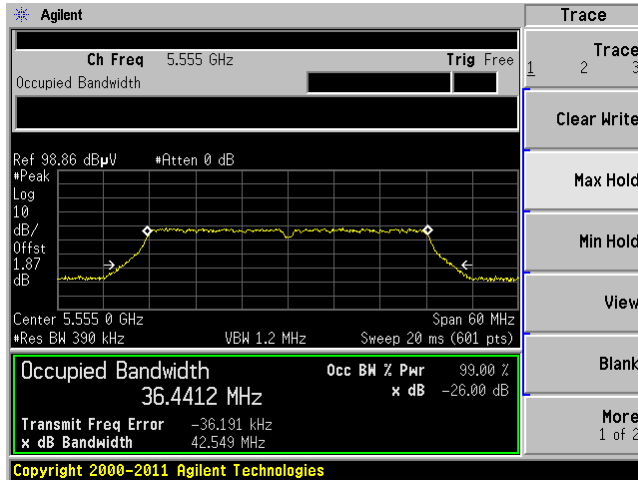 Agilent
Trace
Ch Freq 5.555 GHz Trig Free
Occupied Bandwidth
Trace
1 2 3
Clear Write
Max Hold
Min Hold
View
Blank
More
1 of 2
Ref 98.86 dBµV #Atten 0 dB
#Peak
Log
10
dB/
Offst
1.87
dB
Center 5.555 0 GHz Span 60 MHz
#Res BW 390 kHz VBW 1.2 MHz Sweep 20 ms (601 pts)
Occupied Bandwidth Occ BW % Pwr 99.00 %
36.4412 MHz x dB -26.00 dB
Transmit Freq Error -36.191 kHz
x dB Bandwidth 42.549 MHz
Copyright 2000-2011 Agilent Technologies